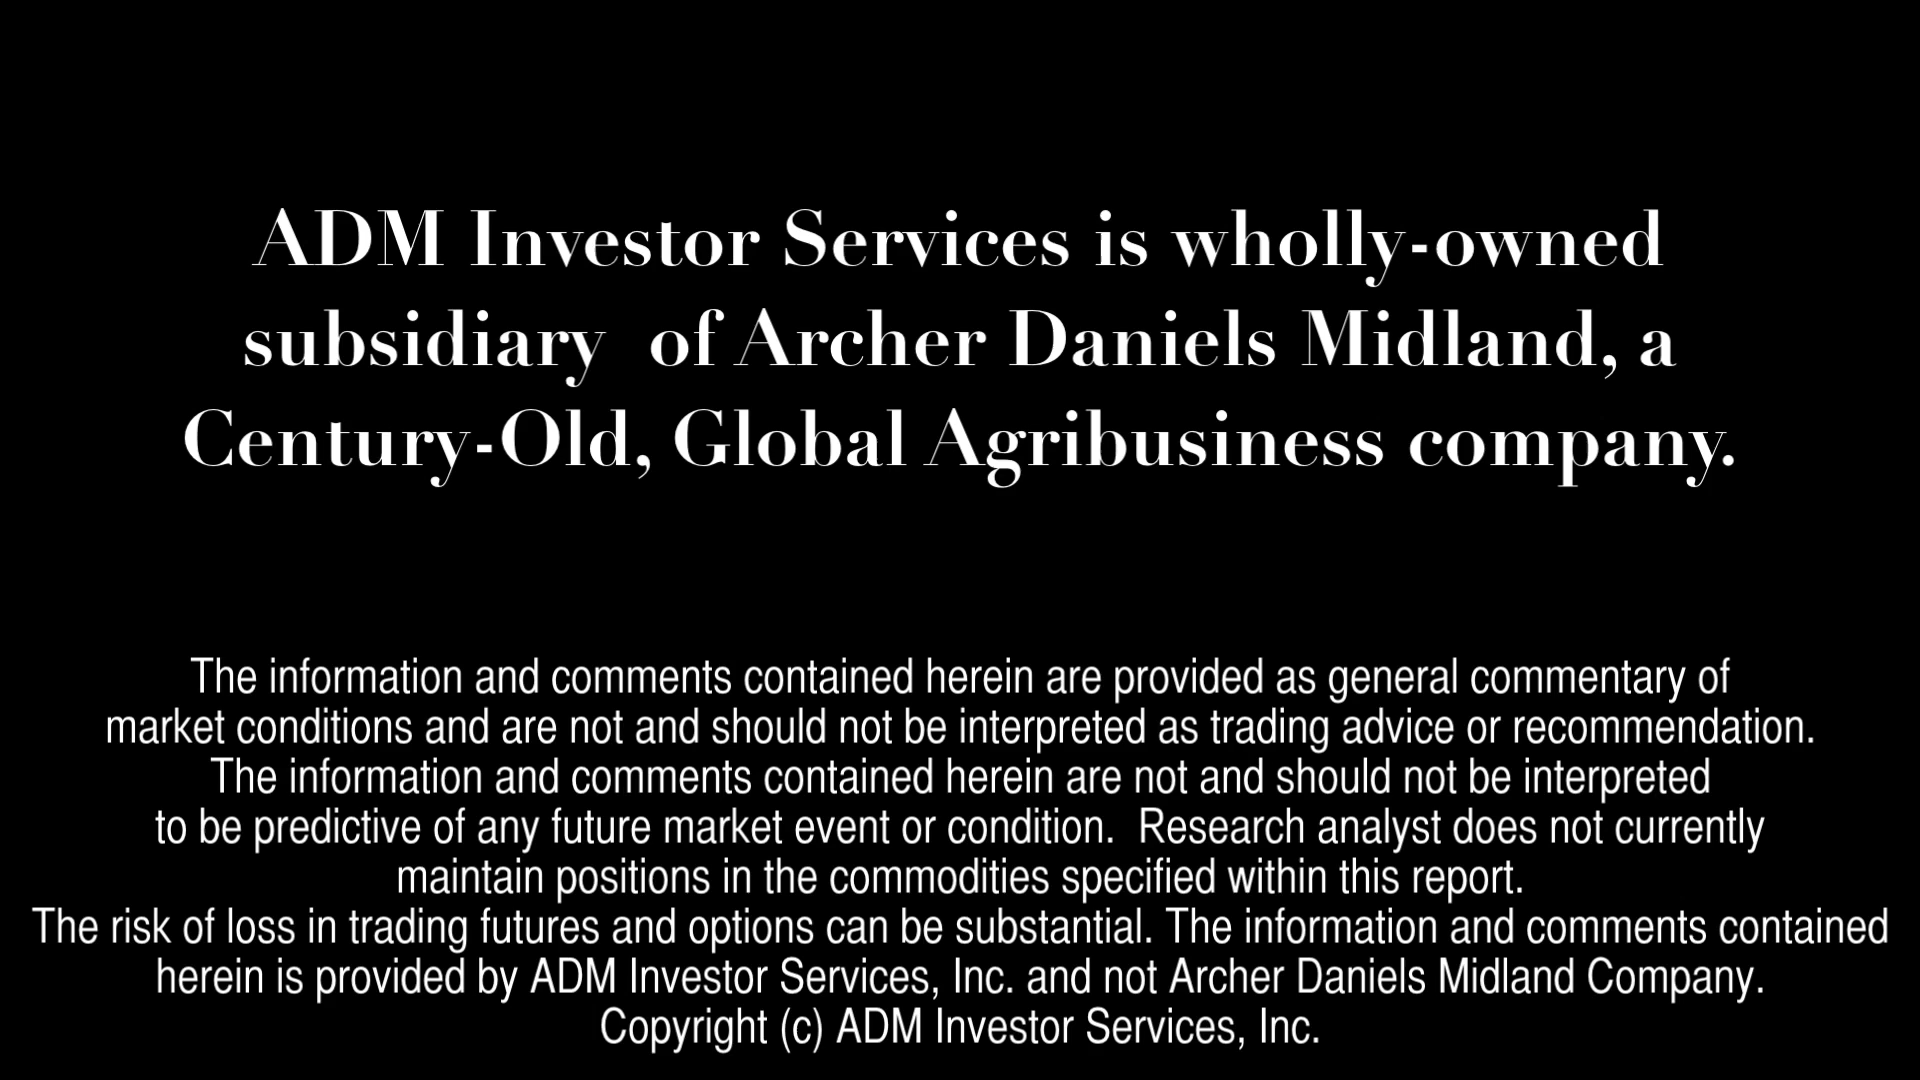 ADM Investor Services is wholly-owned
subsidiary  of Archer Daniels Midland, a
Century-Old, Global Agribusiness company.
The information and comments contained herein are provided as general commentary of
market conditions and are not and should not be interpreted as trading advice or recommendation.
The information and comments contained herein are not and should not be interpreted
to be predictive of any future market event or condition.  Research analyst does not currently
maintain positions in the commodities specified within this report.
The risk of loss in trading futures and options can be substantial. The information and comments contained
herein is provided by ADM Investor Services, Inc. and not Archer Daniels Midland Company.
Copyright (c) ADM Investor Services, Inc.